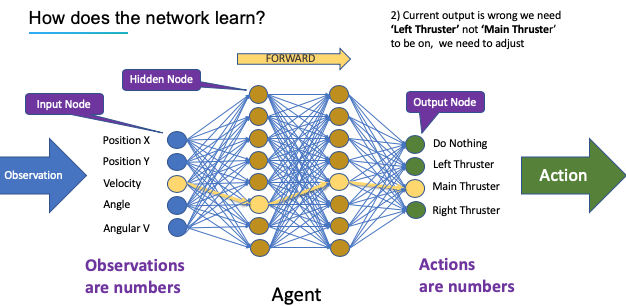 How does the network learn?
2) Current output is wrong we need
‘Left Thruster’ not ‘Main Thruster’
to be on, we need to adjust
FORWARD
Hidden Node
Input Node
Output Node
Observation
Position X
Position Y
Velocity
Angle
Angular V
Do Nothing
Left Thruster
Main Thruster
Right Thruster
Action
Observations
are numbers
Actions
are numbers
Agent